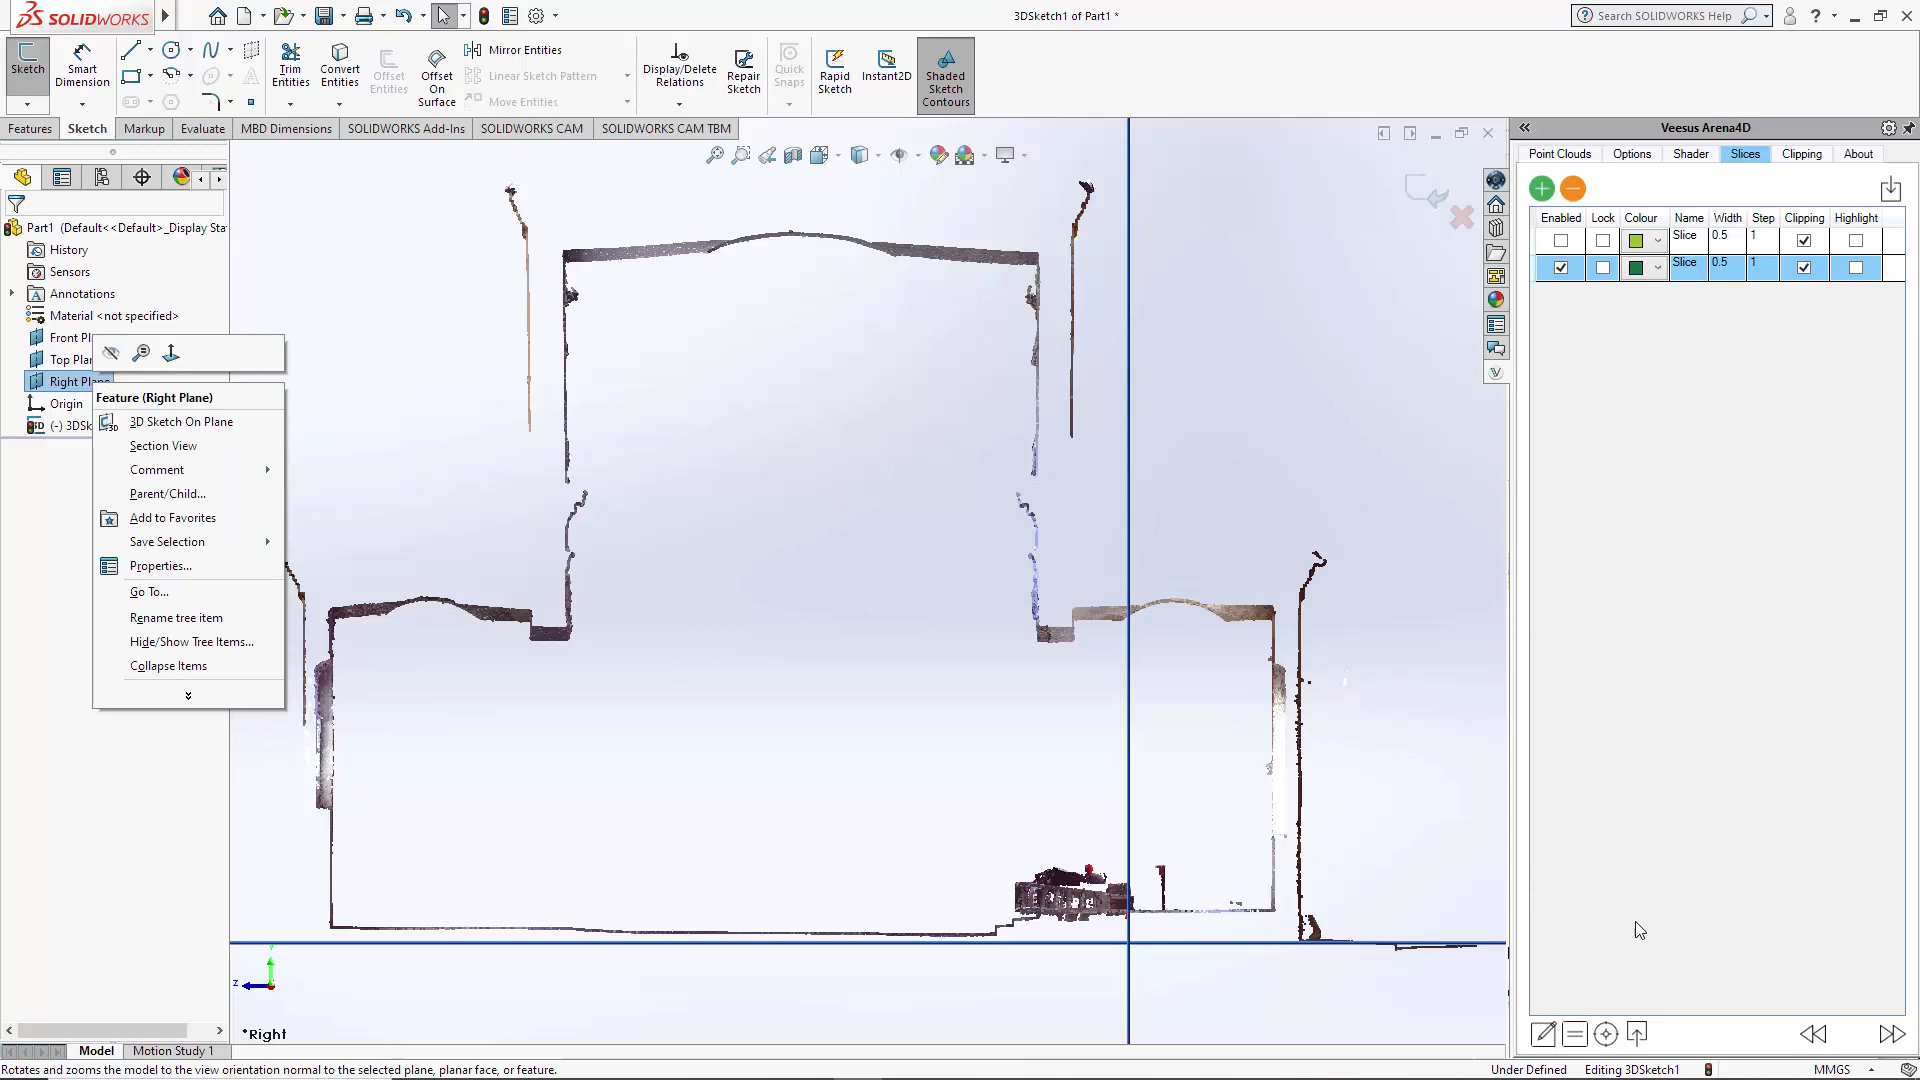 SOLIDWORKS
3DSketch1 of Part1 *
Search SOLIDWORKS Help
Sketch
Smart Dimension
Trim Entities
Convert Entities
Offset Entities
Offset On Surface
Mirror Entities
Linear Sketch Pattern
Move Entities
Display/Delete Relations
Repair Sketch
Quick Snaps
Rapid Sketch
Instant2D
Shaded Sketch Contours
Features Sketch Markup Evaluate MBD Dimensions SOLIDWORKS Add-Ins SOLIDWORKS CAM SOLIDWORKS CAM TBM
Part1 (Default<<Default>_Display Sta
History
Sensors
Annotations
Material <not specified>
Front Pl
Top Plan
Right Plane
Origin
(-) 3DSk
Feature (Right Plane)
3D Sketch On Plane
Section View
Comment
Parent/Child...
Add to Favorites
Save Selection
Properties...
Go To...
Rename tree item
Hide/Show Tree Items...
Collapse Items
Y
Z
*Right
Veesus Arena4D
Point Clouds Options Shader Slices Clipping About
Enabled Lock Colour Name Width Step Clipping Highlight
Slice 0.5 1
Slice 0.5 1
Model Motion Study 1
Rotates and zooms the model to the view orientation normal to the selected plane, planar face, or feature.
Under Defined Editing 3DSketch1 MMGS